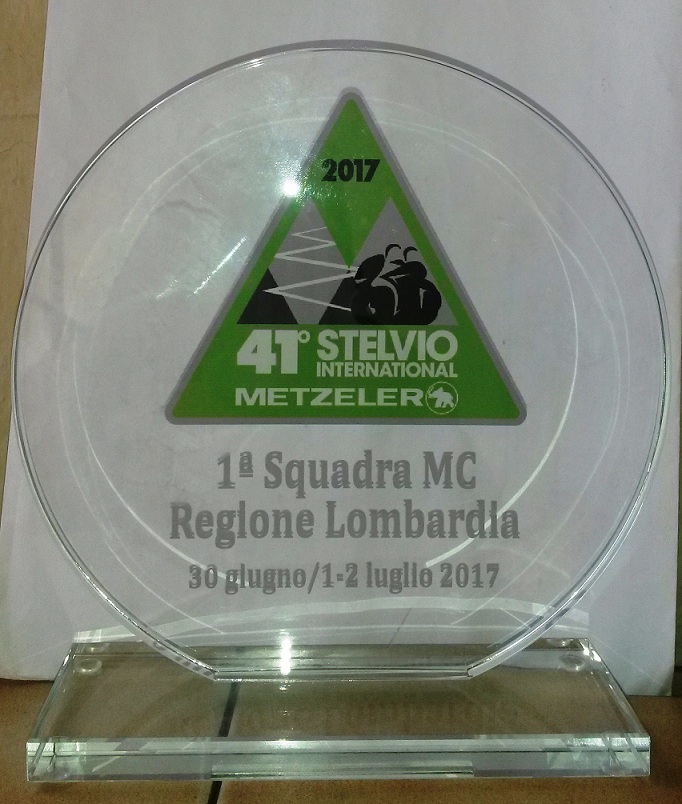 2017
41° STELVIO
INTERNATIONAL
METZELER
1ª Squadra MC
Regione Lombardia
30 giugno/1-2 luglio 2017